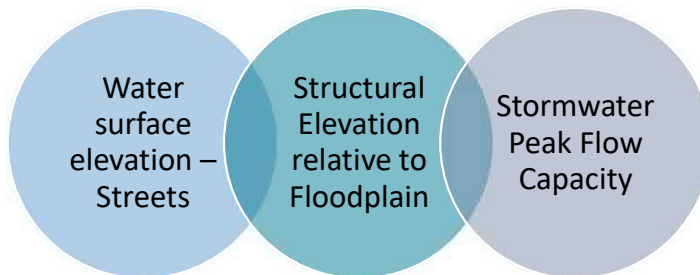 Water
surface
elevation –
Streets
Structural
Elevation
relative to
Floodplain
Stormwater
Peak Flow
Capacity